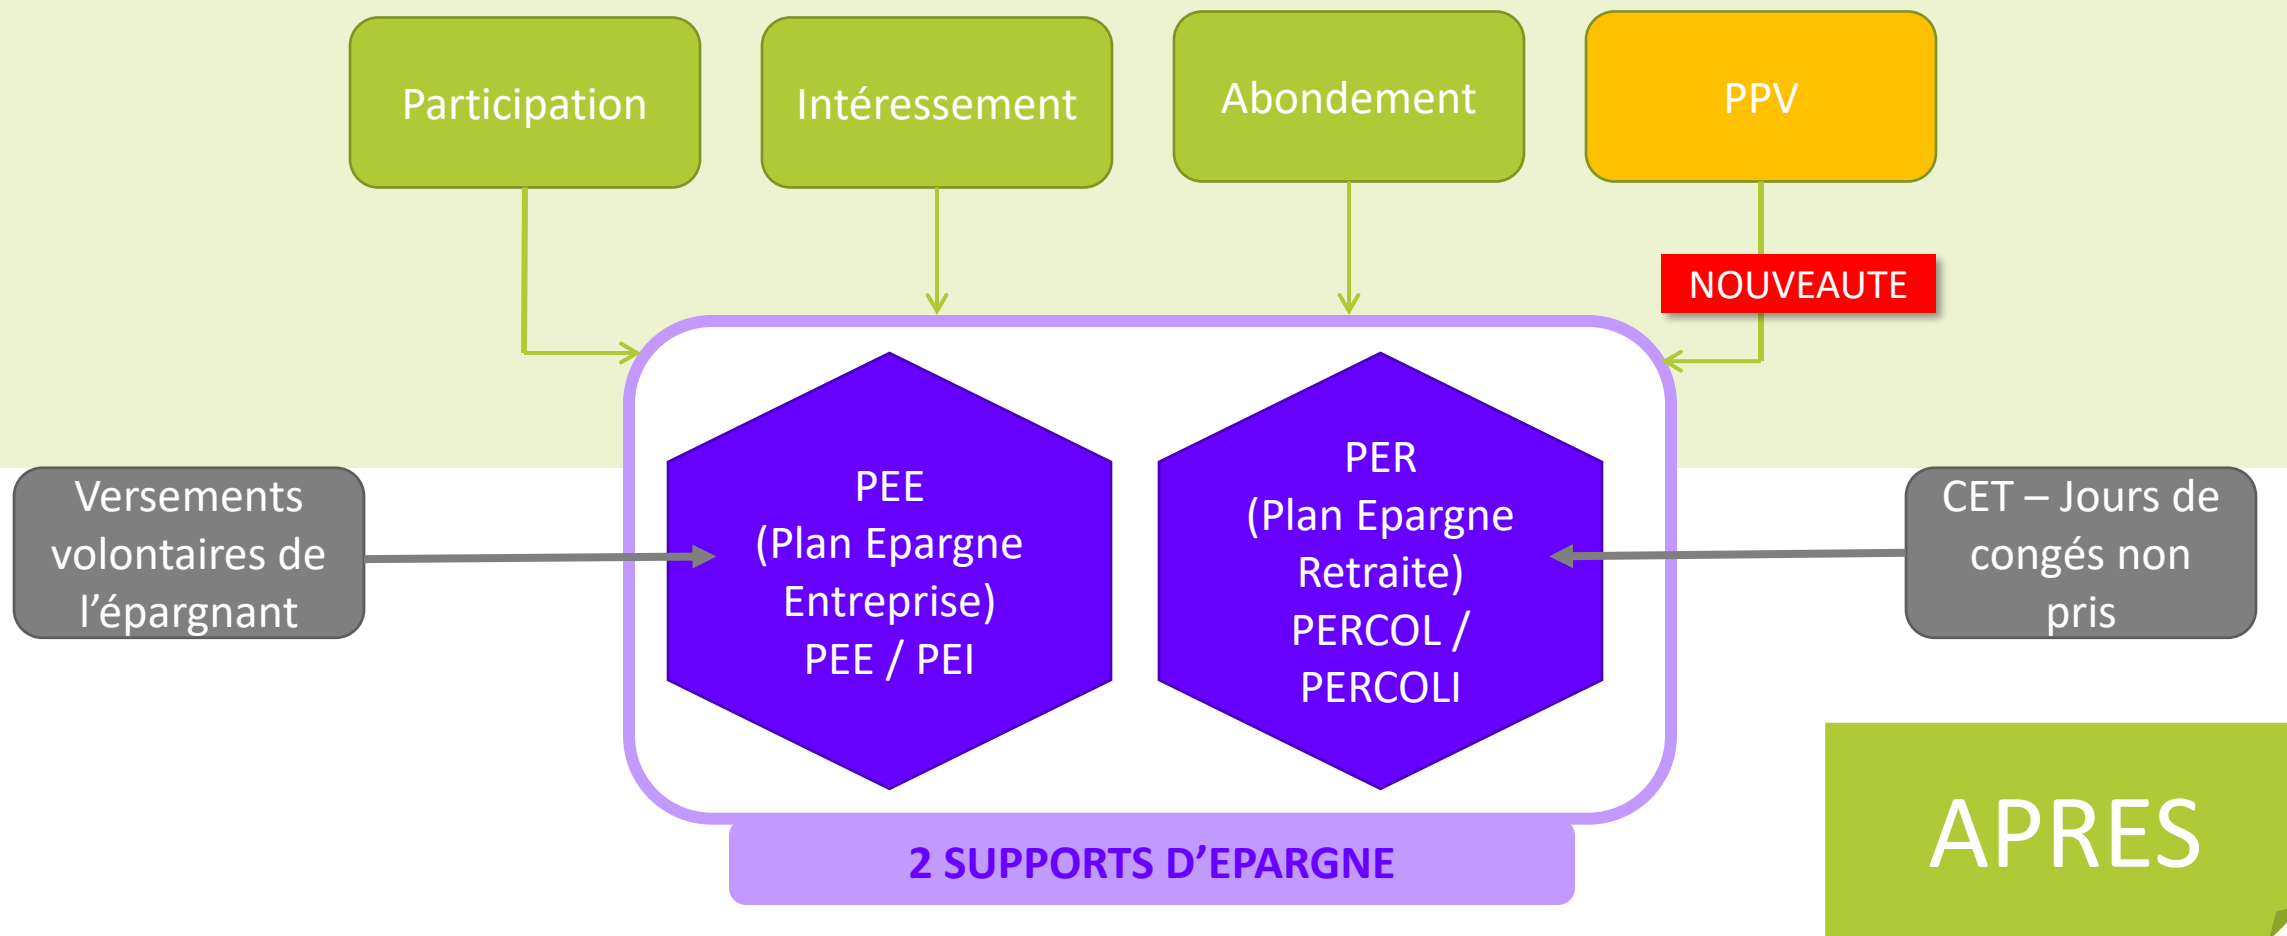 Participation
Intéressement
Abondement
PPV
NOUVEAUTE
Versements
volontaires de
l’épargnant
PEE
(Plan Epargne
Entreprise)
PEE / PEI
PER
(Plan Epargne
Retraite)
PERCOL /
PERCOLI
CET – Jours de
congés non
pris
2 SUPPORTS D’EPARGNE
APRES